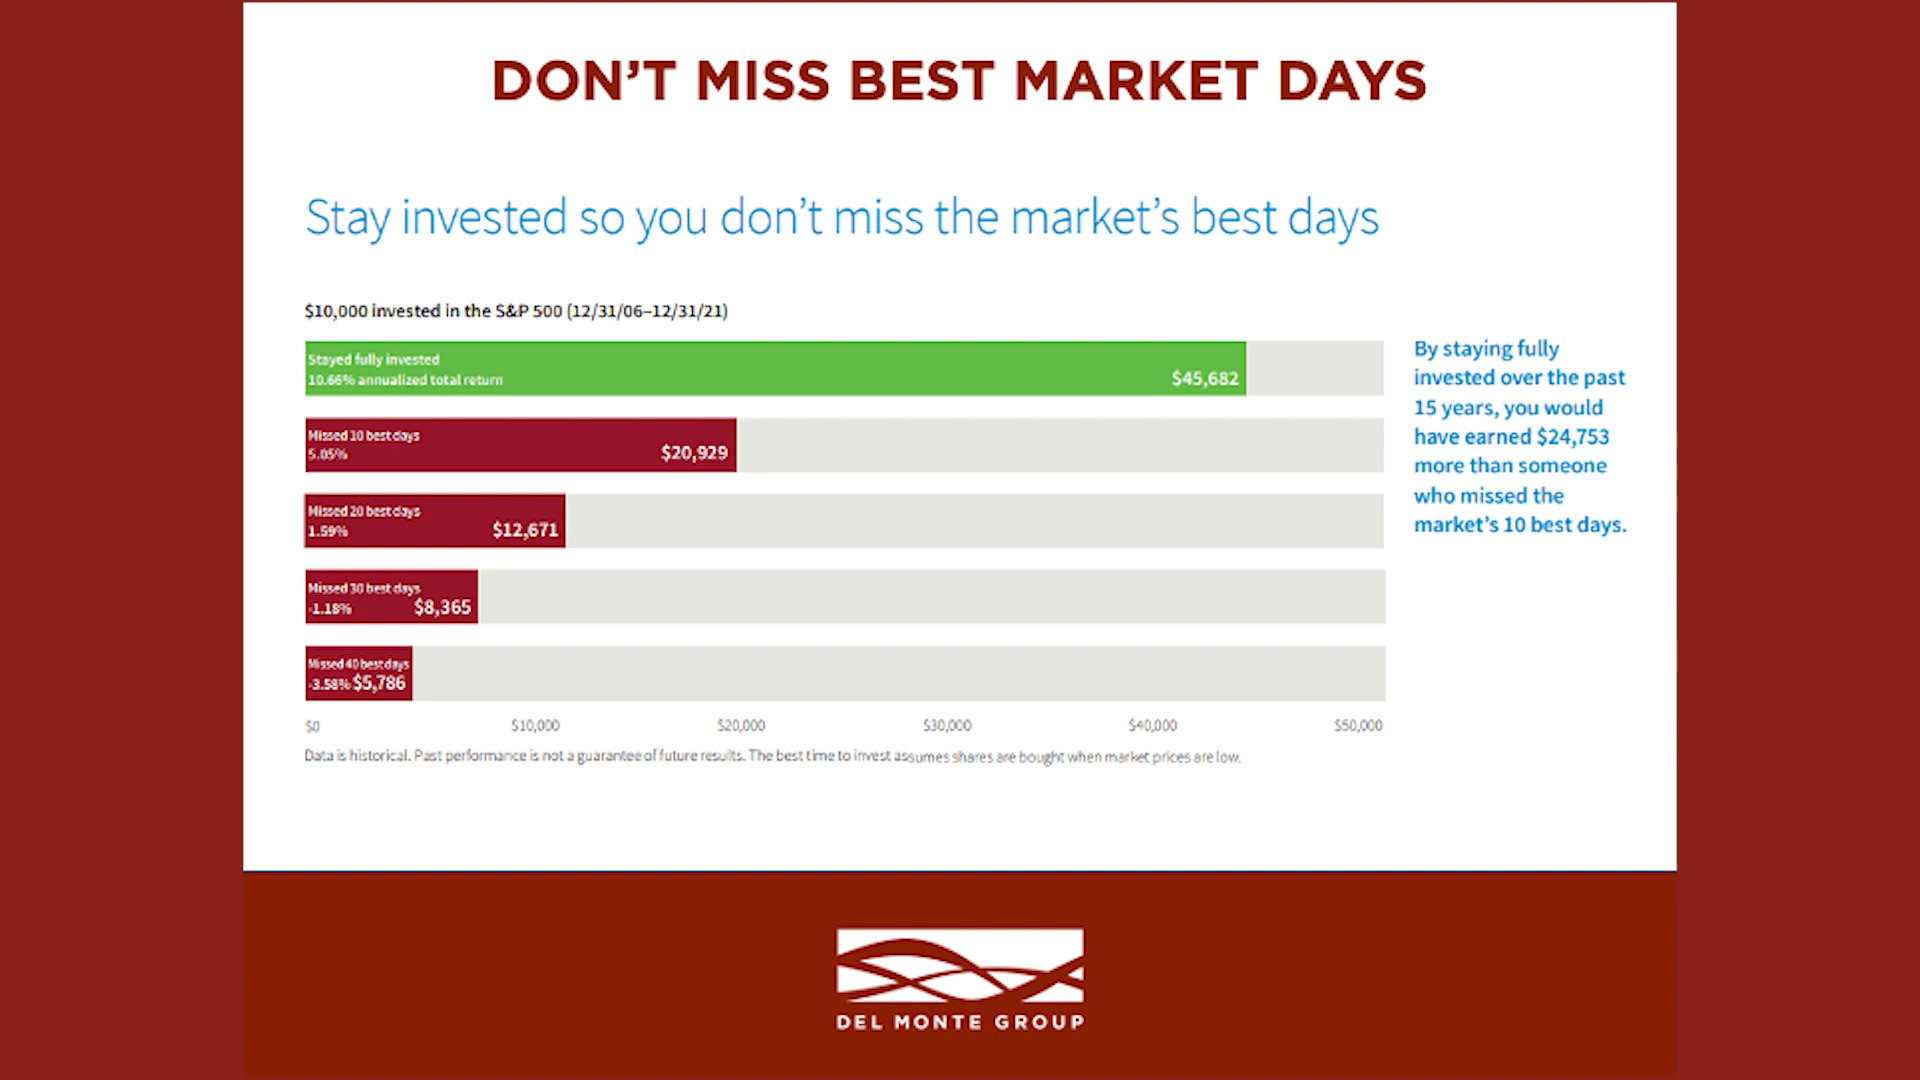 DON'T MISS BEST MARKET DAYS
Stay invested so you don't miss the market's best days
$10,000 invested in the S&P 500 (12/31/06–12/31/21)
Stayed fully invested
10.66% annualized total return
$45,682
Missed 10 best days
5.05%
$20,929
Missed 20 best days
1.59%
$12,671
Missed 30 best days
-1.18%
$8,365
Missed 40 best days
-3.58%
$5,786
$0
$10,000
$20,000
$30,000
$40,000
$50,000
Data is historical. Past performance is not a guarantee of future results. The best time to invest assumes shares are bought when market prices are low.
By staying fully
invested over the past
15 years, you would
have earned $24,753
more than someone
who missed the
market's 10 best days.
DEL MONTE GROUP